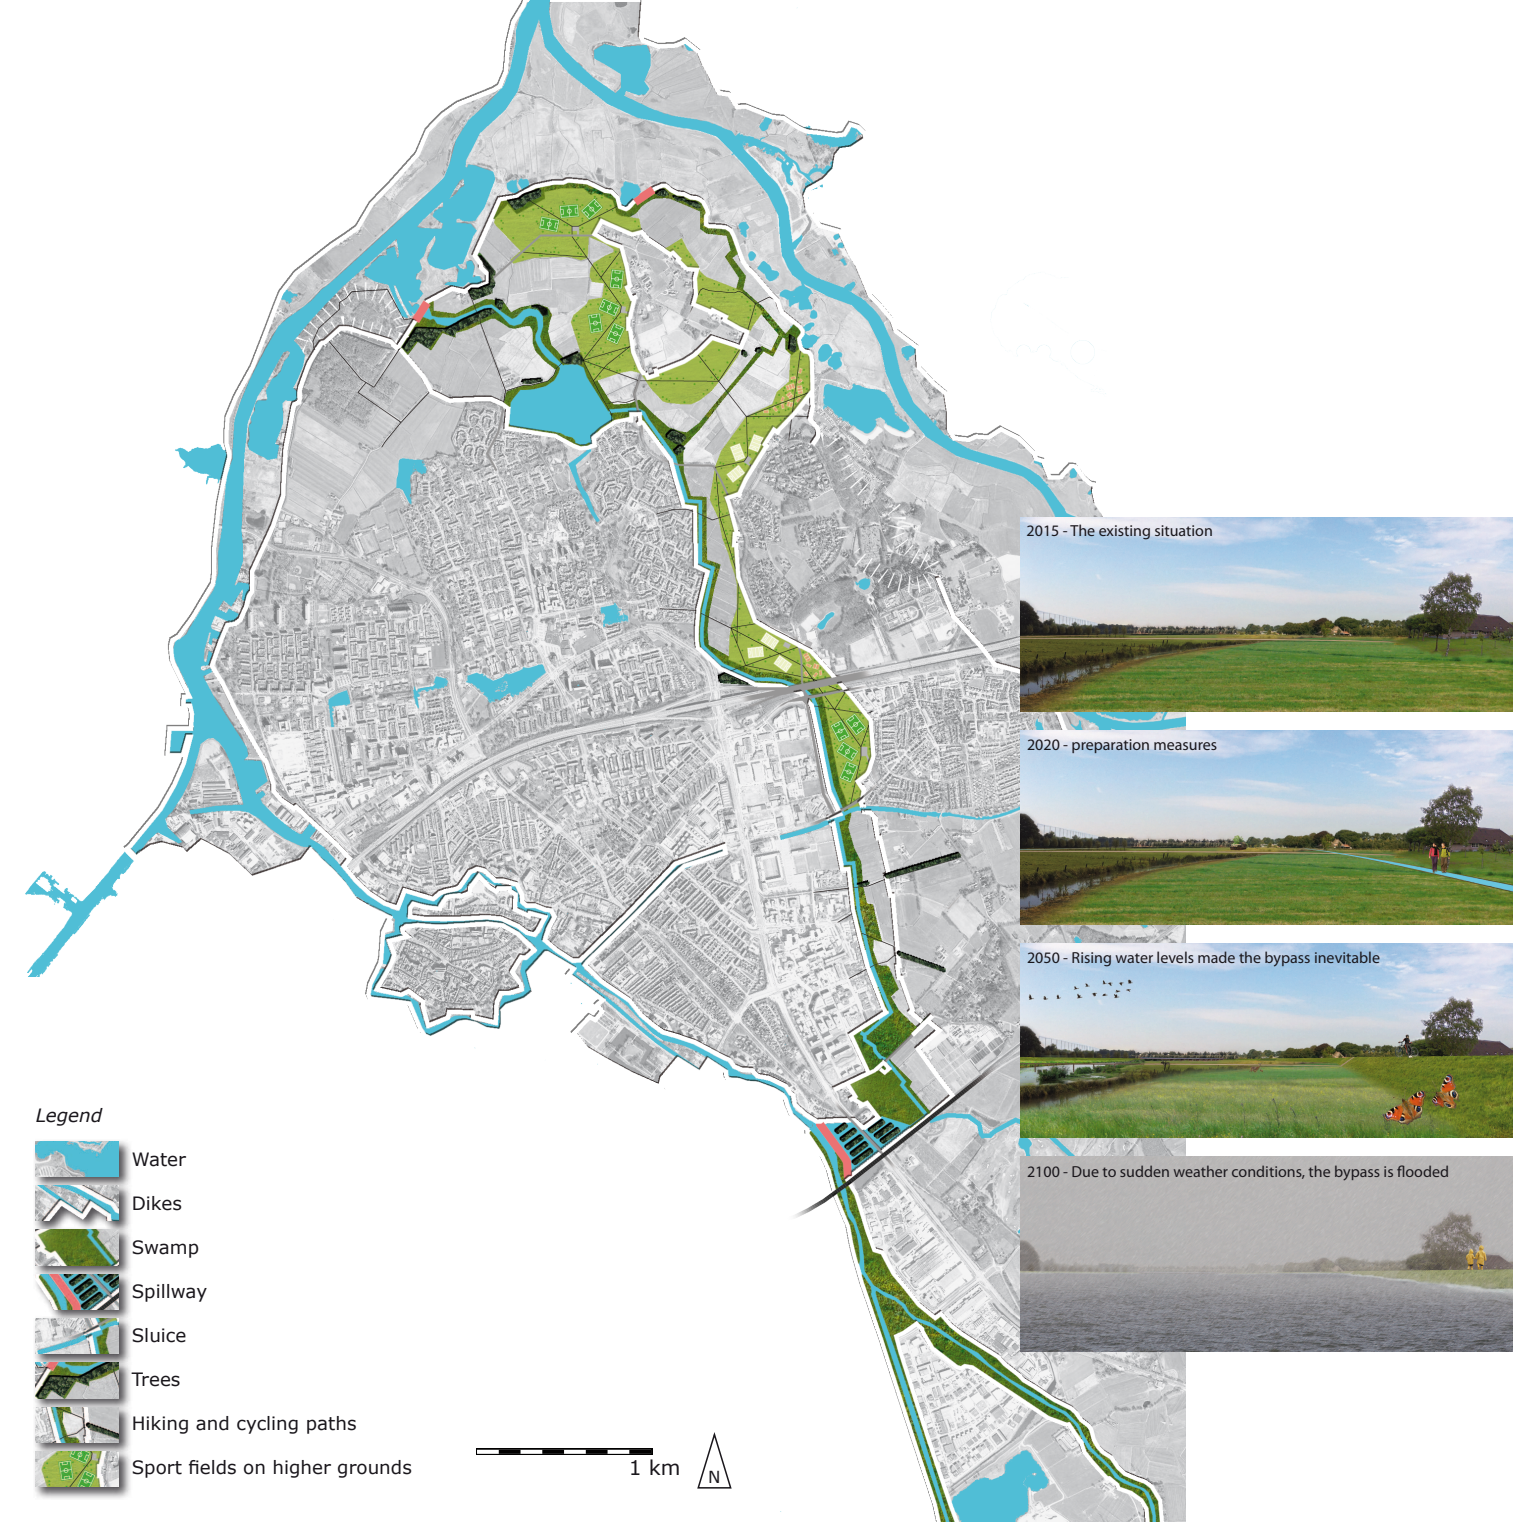 2015 - The existing situation
2020 - preparation measures
2050 - Rising water levels made the bypass inevitable
2100 - Due to sudden weather conditions, the bypass is flooded
Legend
Water
Dikes
Swamp
Spillway
Sluice
Trees
Hiking and cycling paths
Sport fields on higher grounds
1 km
N